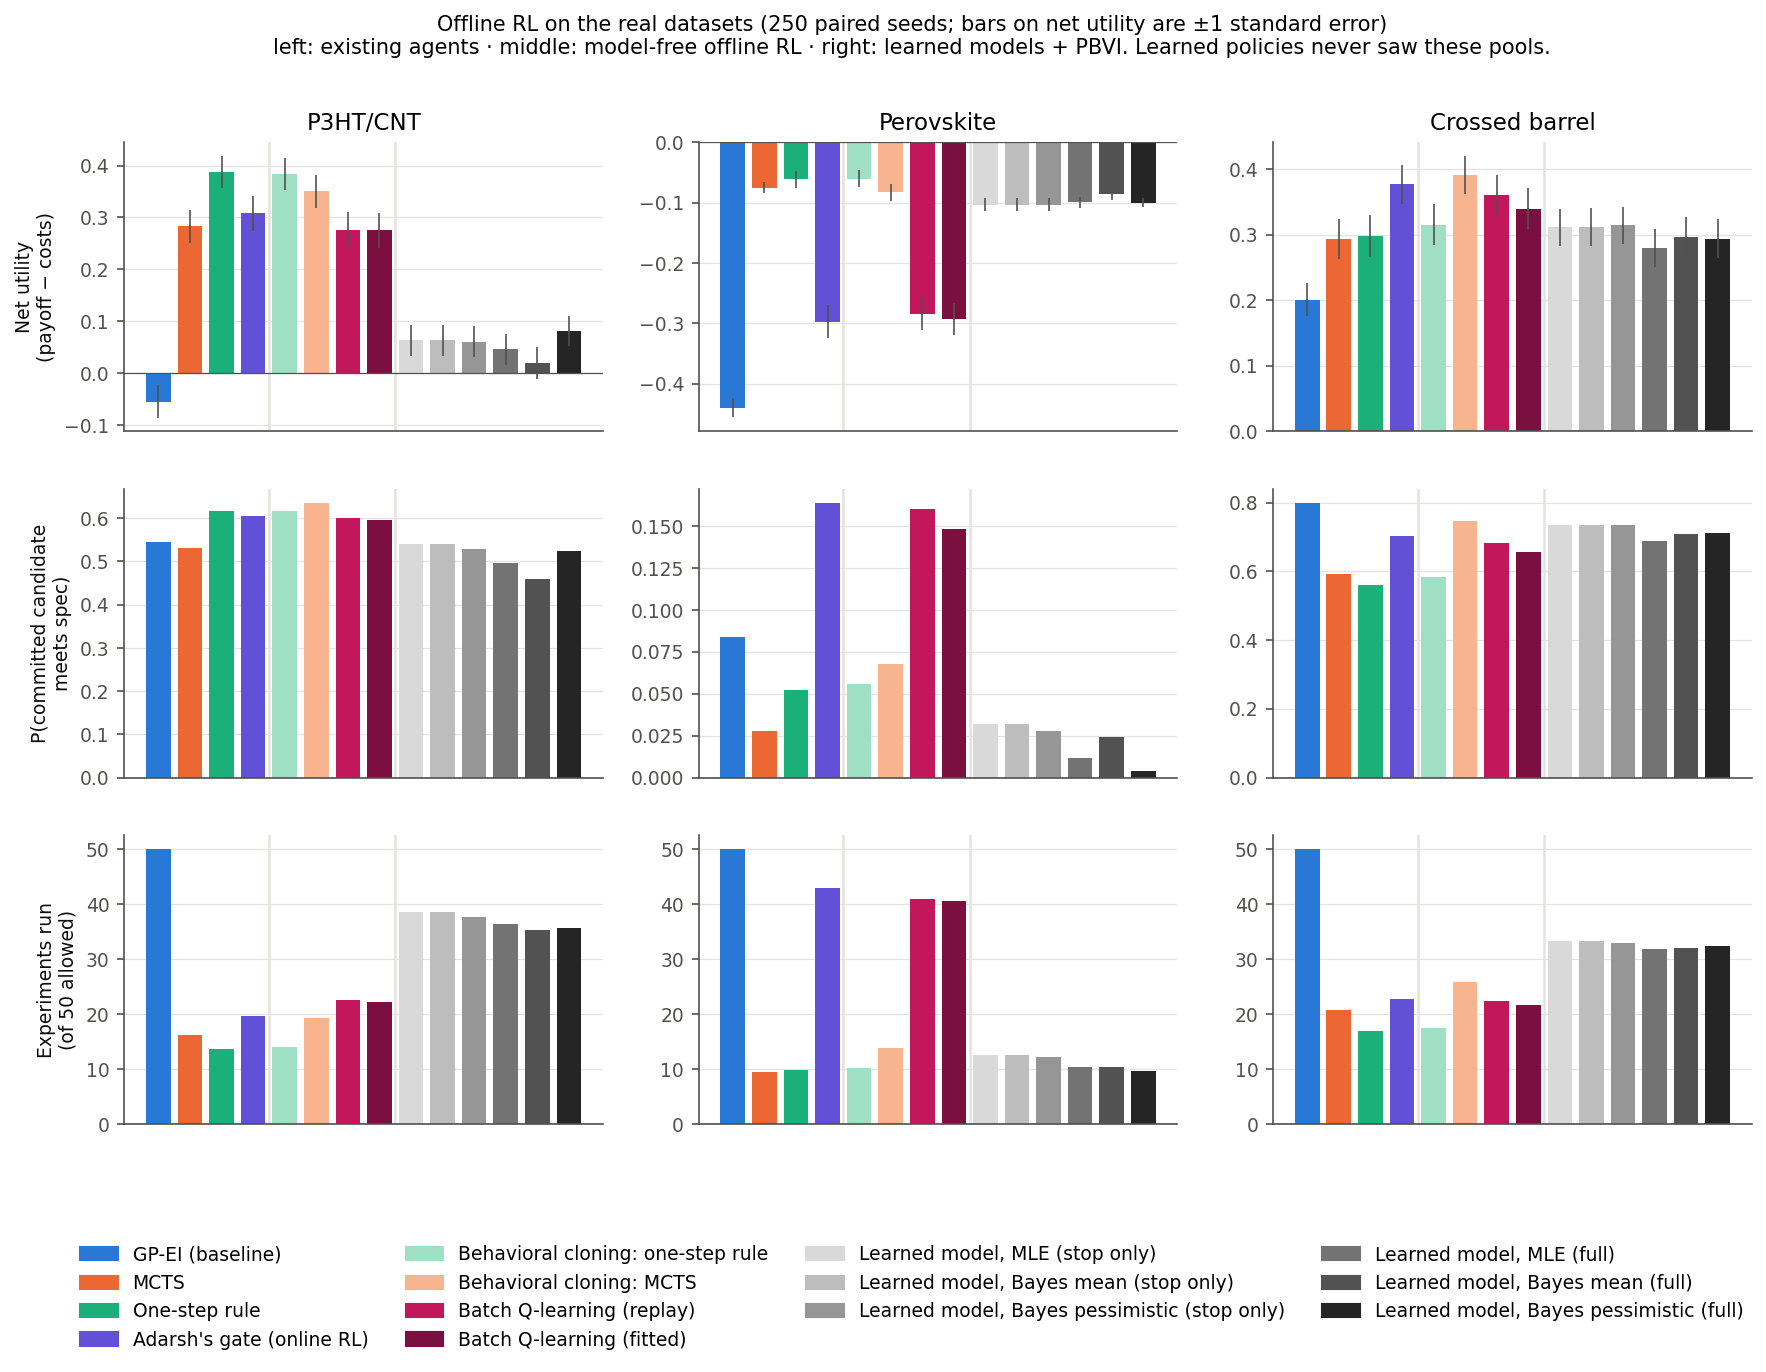 Offline RL on the real datasets (250 paired seeds; bars on net utility are ±1 standard error)
left: existing agents · middle: model-free offline RL · right: learned models + PBVI. Learned policies never saw these pools.
P3HT/CNT
Perovskite
Crossed barrel
Net utility
(payoff − costs)
0.4
0.3
0.2
0.1
0.0
−0.1
0.0
−0.1
−0.2
−0.3
−0.4
0.4
0.3
0.2
0.1
0.0
P(committed candidate
meets spec)
0.6
0.5
0.4
0.3
0.2
0.1
0.0
0.150
0.125
0.100
0.075
0.050
0.025
0.000
0.8
0.6
0.4
0.2
0.0
Experiments run
(of 50 allowed)
50
40
30
20
10
0
50
40
30
20
10
0
50
40
30
20
10
0
GP-EI (baseline)
MCTS
One-step rule
Adarsh's gate (online RL)
Behavioral cloning: one-step rule
Behavioral cloning: MCTS
Batch Q-learning (replay)
Batch Q-learning (fitted)
Learned model, MLE (stop only)
Learned model, Bayes mean (stop only)
Learned model, Bayes pessimistic (stop only)
Learned model, MLE (full)
Learned model, Bayes mean (full)
Learned model, Bayes pessimistic (full)